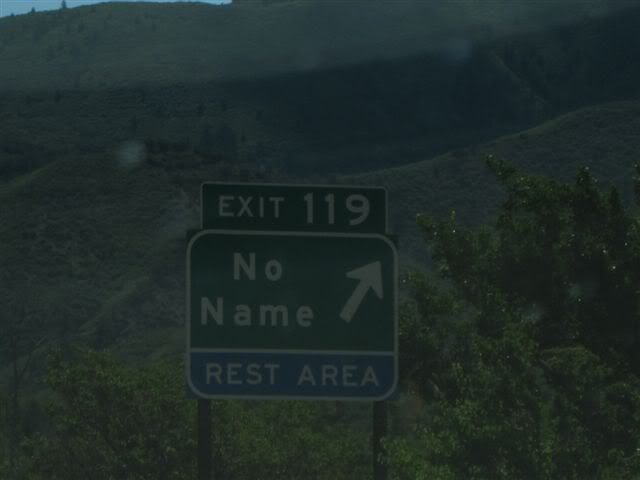 EXIT 119
No
Name
REST AREA